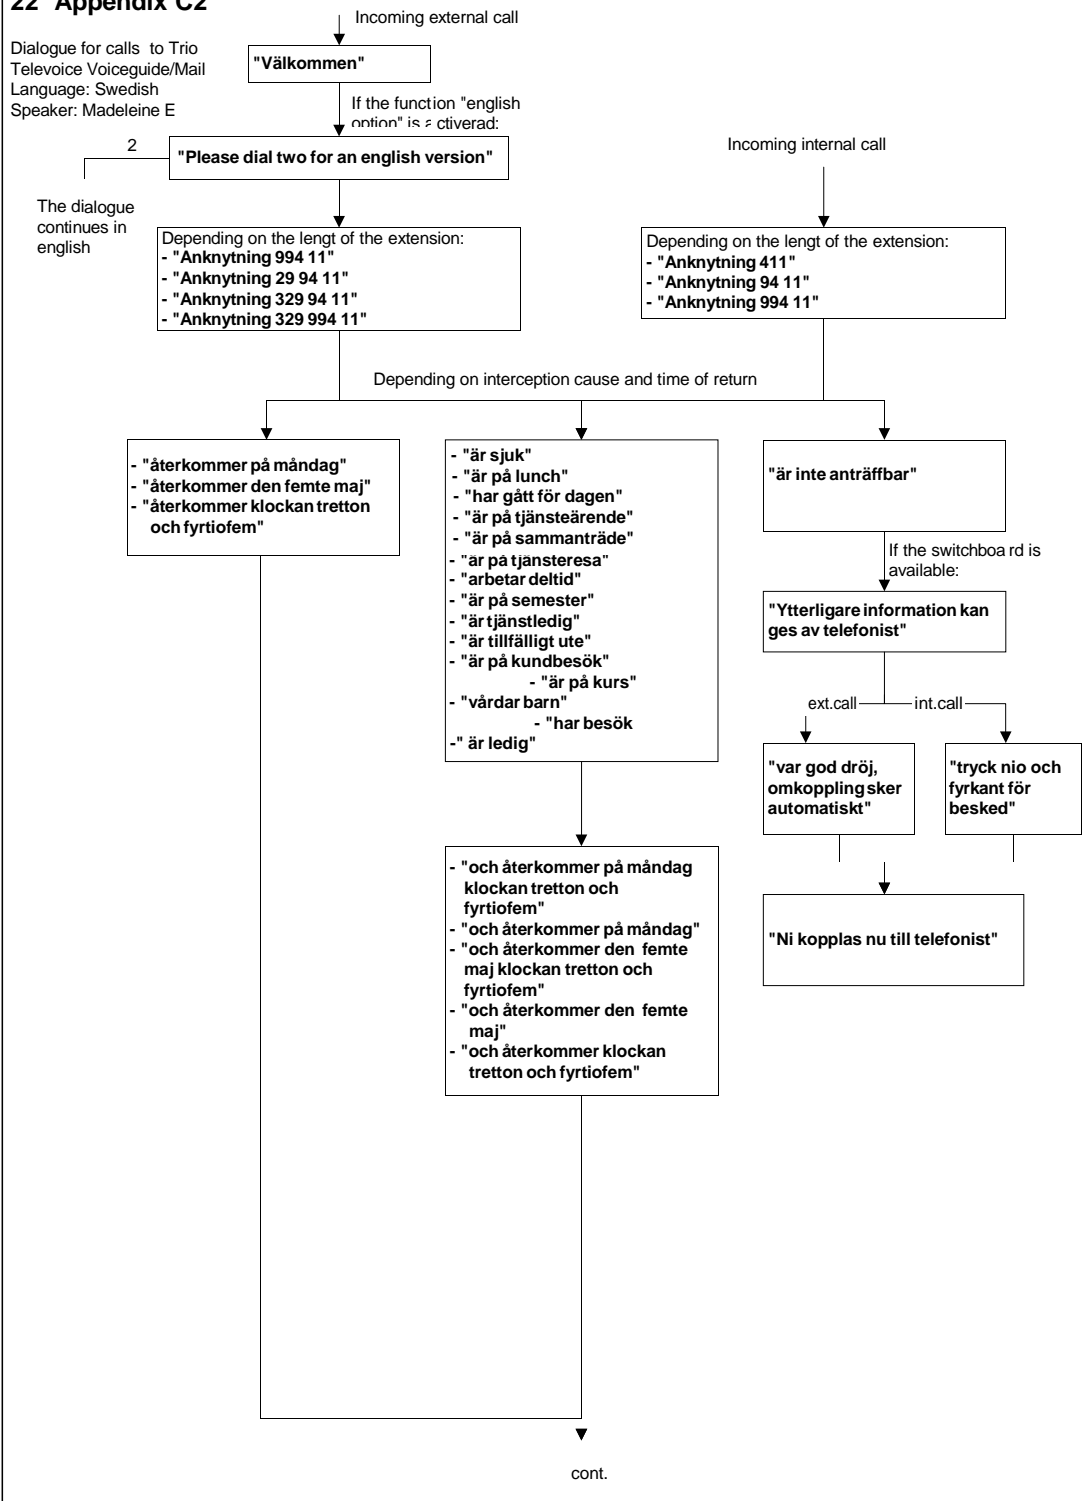 22 Appendix C2
Incoming external call
Dialogue for calls to Trio
Televoice Voiceguide/Mail
Language: Swedish
Speaker: Madeleine E
"Välkommen"
If the function "english
option" is activerad:
2
"Please dial two for an english version"
The dialogue
continues in
english
Incoming internal call
Depending on the lengt of the extension:
- "Anknytning 994 11"
- "Anknytning 29 94 11"
- "Anknytning 329 94 11"
- "Anknytning 329 994 11"
Depending on the lengt of the extension:
- "Anknytning 411"
- "Anknytning 94 11"
- "Anknytning 994 11"
Depending on interception cause and time of return
- "återkommer på måndag"
- "återkommer den femte maj"
- "återkommer klockan tretton
och fyrtiofem"
- "är sjuk"
- "är på lunch"
- "har gått för dagen"
- "är på tjänsteärende"
- "är på sammanträde"
- "är på tjänsteresa"
- "arbetar deltid"
- "är på semester"
- "är tjänstledig"
- "är tillfälligt ute"
- "är på kundbesök"
- "är på kurs"
- "vårdar barn"
- "har besök
-" är ledig"
"är inte anträffbar"
If the switchboa rd is
available:
"Ytterligare information kan
ges av telefonist"
ext.call
int.call
"var god dröj,
omkoppling sker
automatiskt"
"tryck nio och
fyrkant för
besked"
"Ni kopplas nu till telefonist"
- "och återkommer på måndag
klockan tretton och
fyrtiofem"
- "och återkommer på måndag"
- "och återkommer den femte
maj klockan tretton och
fyrtiofem"
- "och återkommer den femte
maj"
- "och återkommer klockan
tretton och fyrtiofem"
cont.